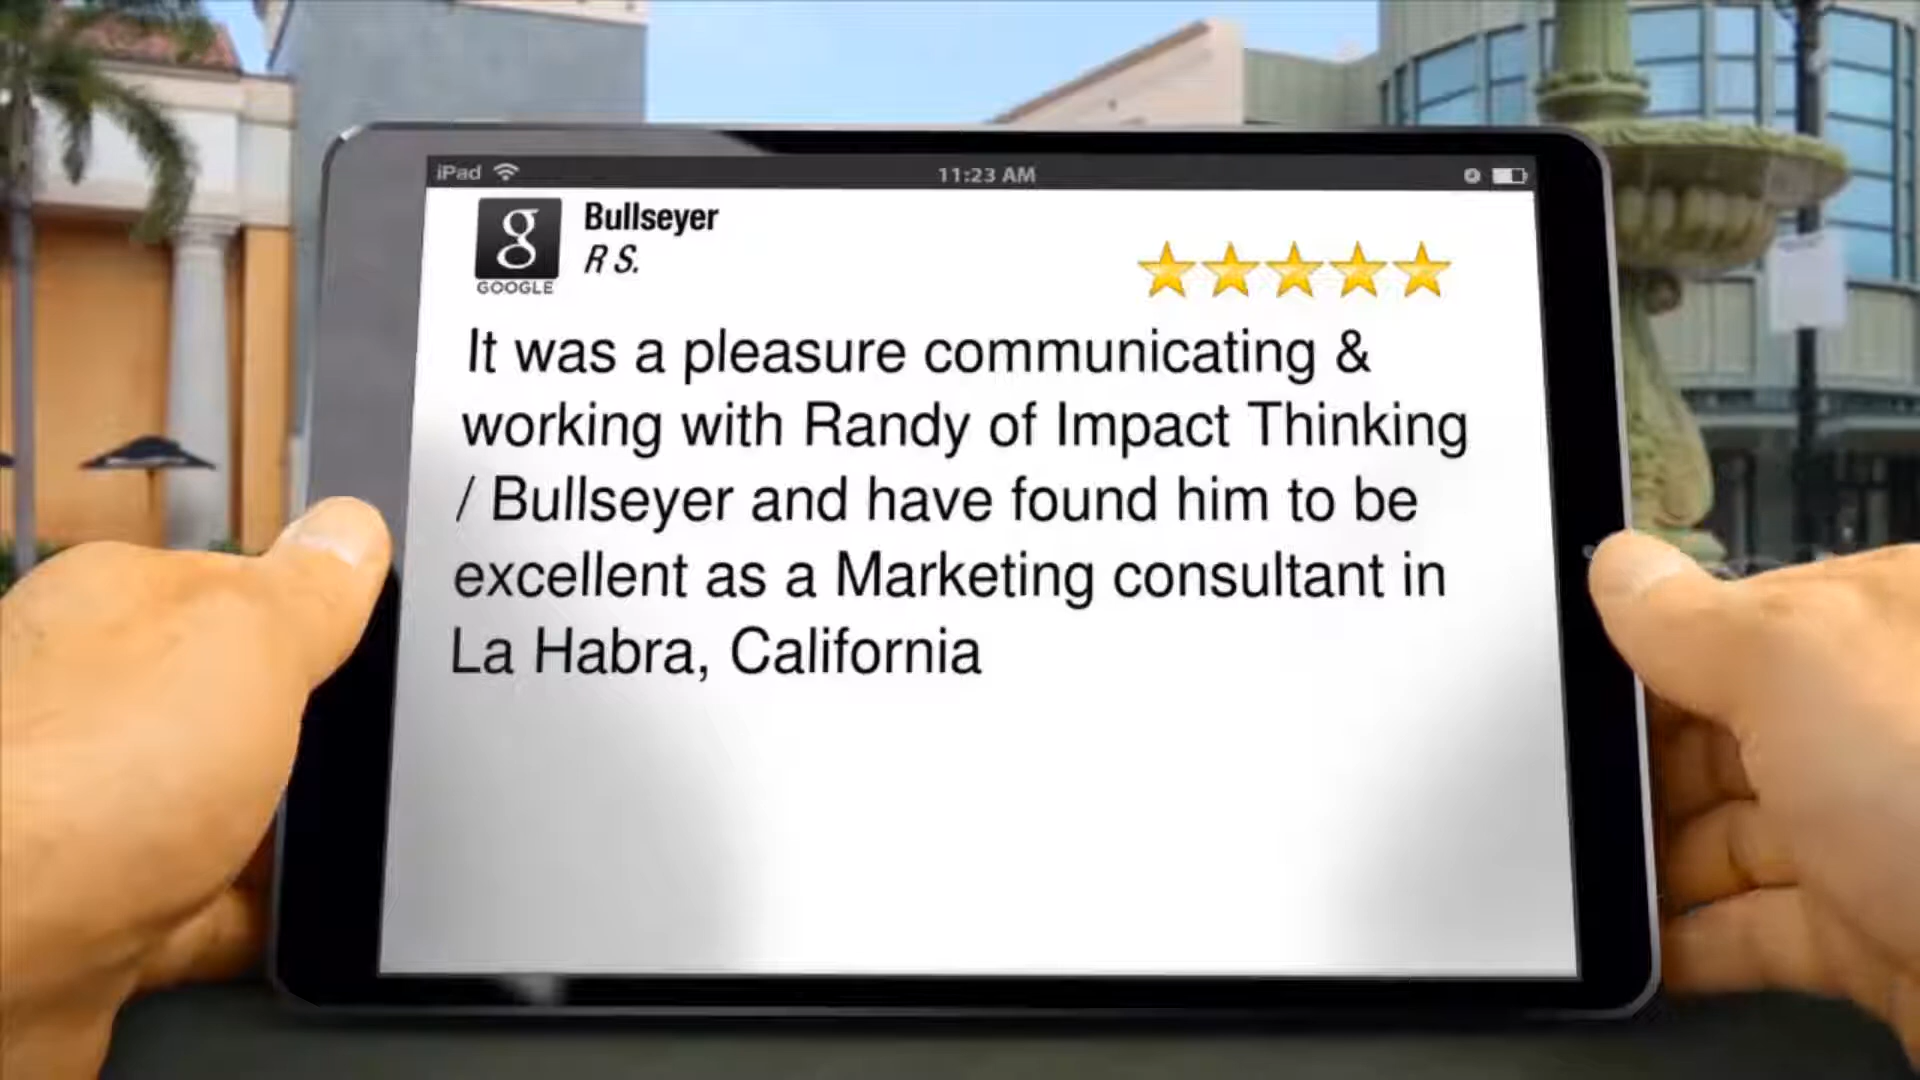 iPad
11:23 AM
g
GOOGLE
Bullseyer
R S.
It was a pleasure communicating &
working with Randy of Impact Thinking
/ Bullseyer and have found him to be
excellent as a Marketing consultant in
La Habra, California